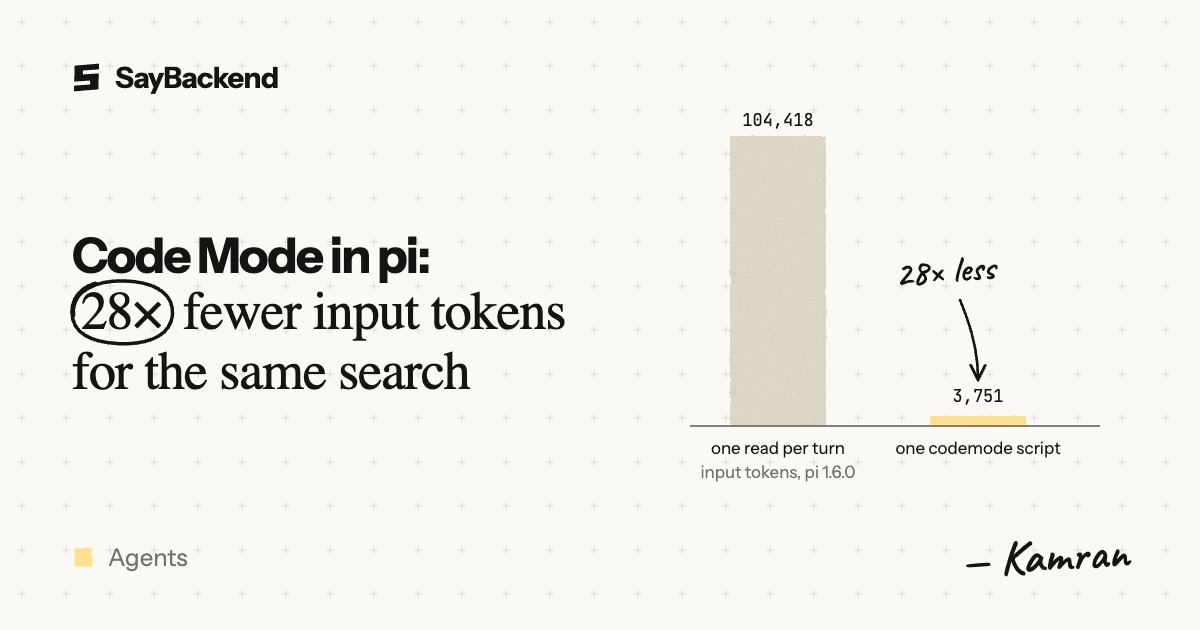 SayBackend
Code Mode in pi:
28× fewer input tokens
for the same search
104,418
28× less
3,751
one read per turn
input tokens, pi 1.6.0
one codemode script
Agents
– Kamran